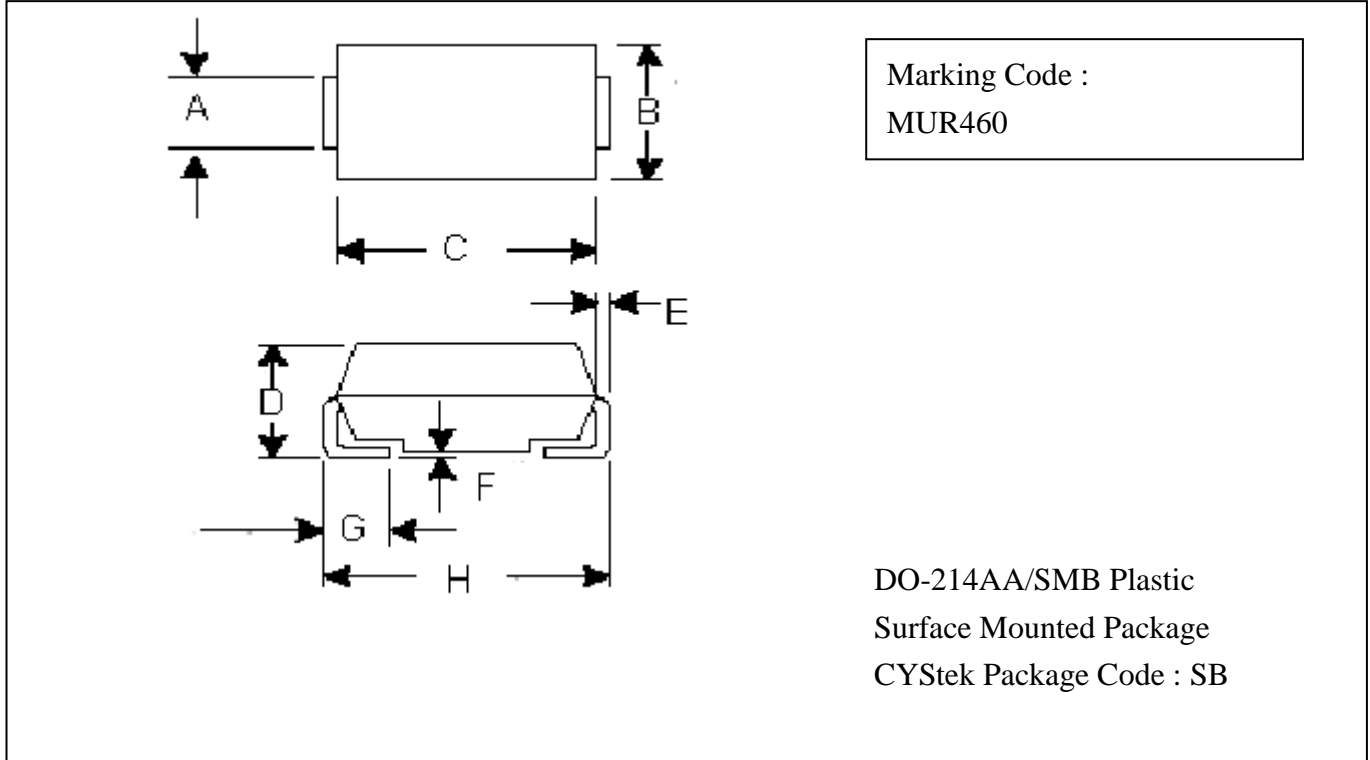 A
B
Marking Code :
MUR460
C
E
D
F
G
H
DO-214AA/SMB Plastic
Surface Mounted Package
CYStek Package Code : SB